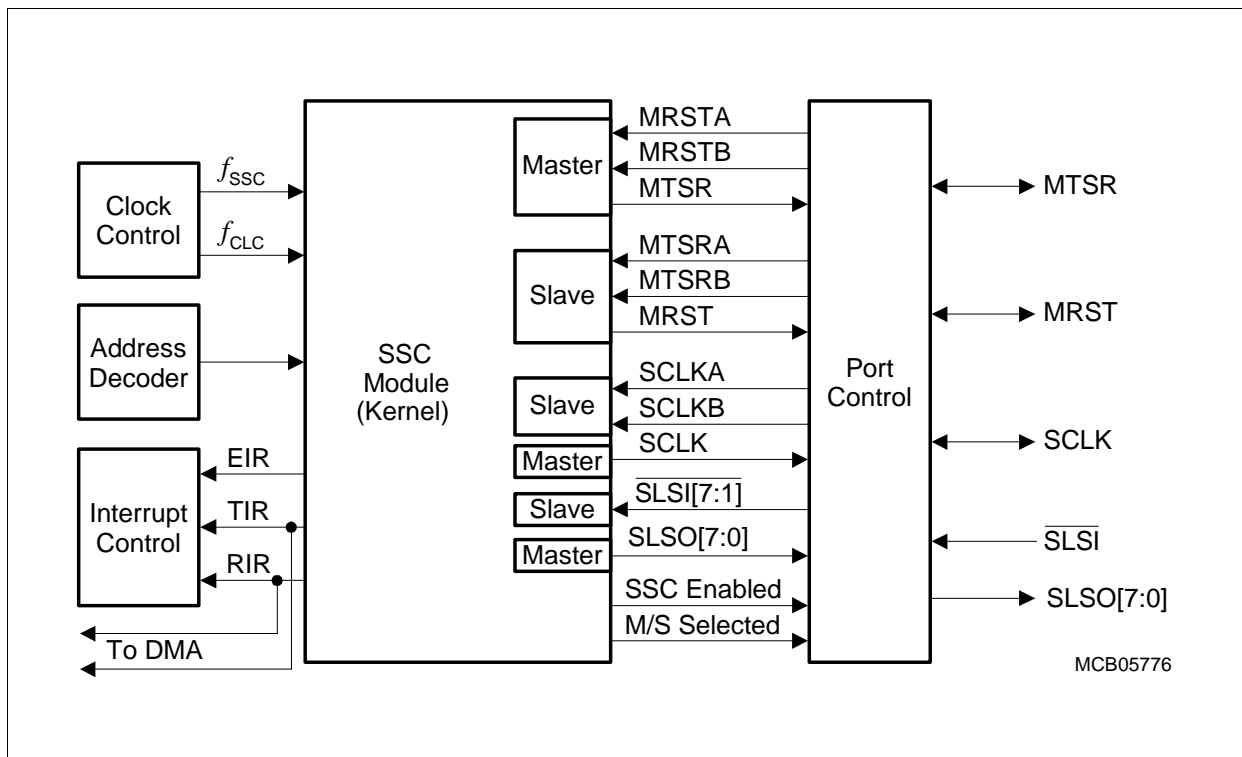 Clock
Control
fSSC
fCLC
Address
Decoder
Interrupt
Control
EIR
TIR
RIR
To DMA
SSC
Module
(Kernel)
Master
Slave
Slave
Master
Slave
Master
MRSTA
MRSTB
MTSR
MTSRA
MTSRB
MRST
SCLKA
SCLKB
SCLK
SLSI[7:1]
SLSO[7:0]
SSC Enabled
M/S Selected
Port
Control
MTSR
MRST
SCLK
SLSI
SLSO[7:0]
MCB05776